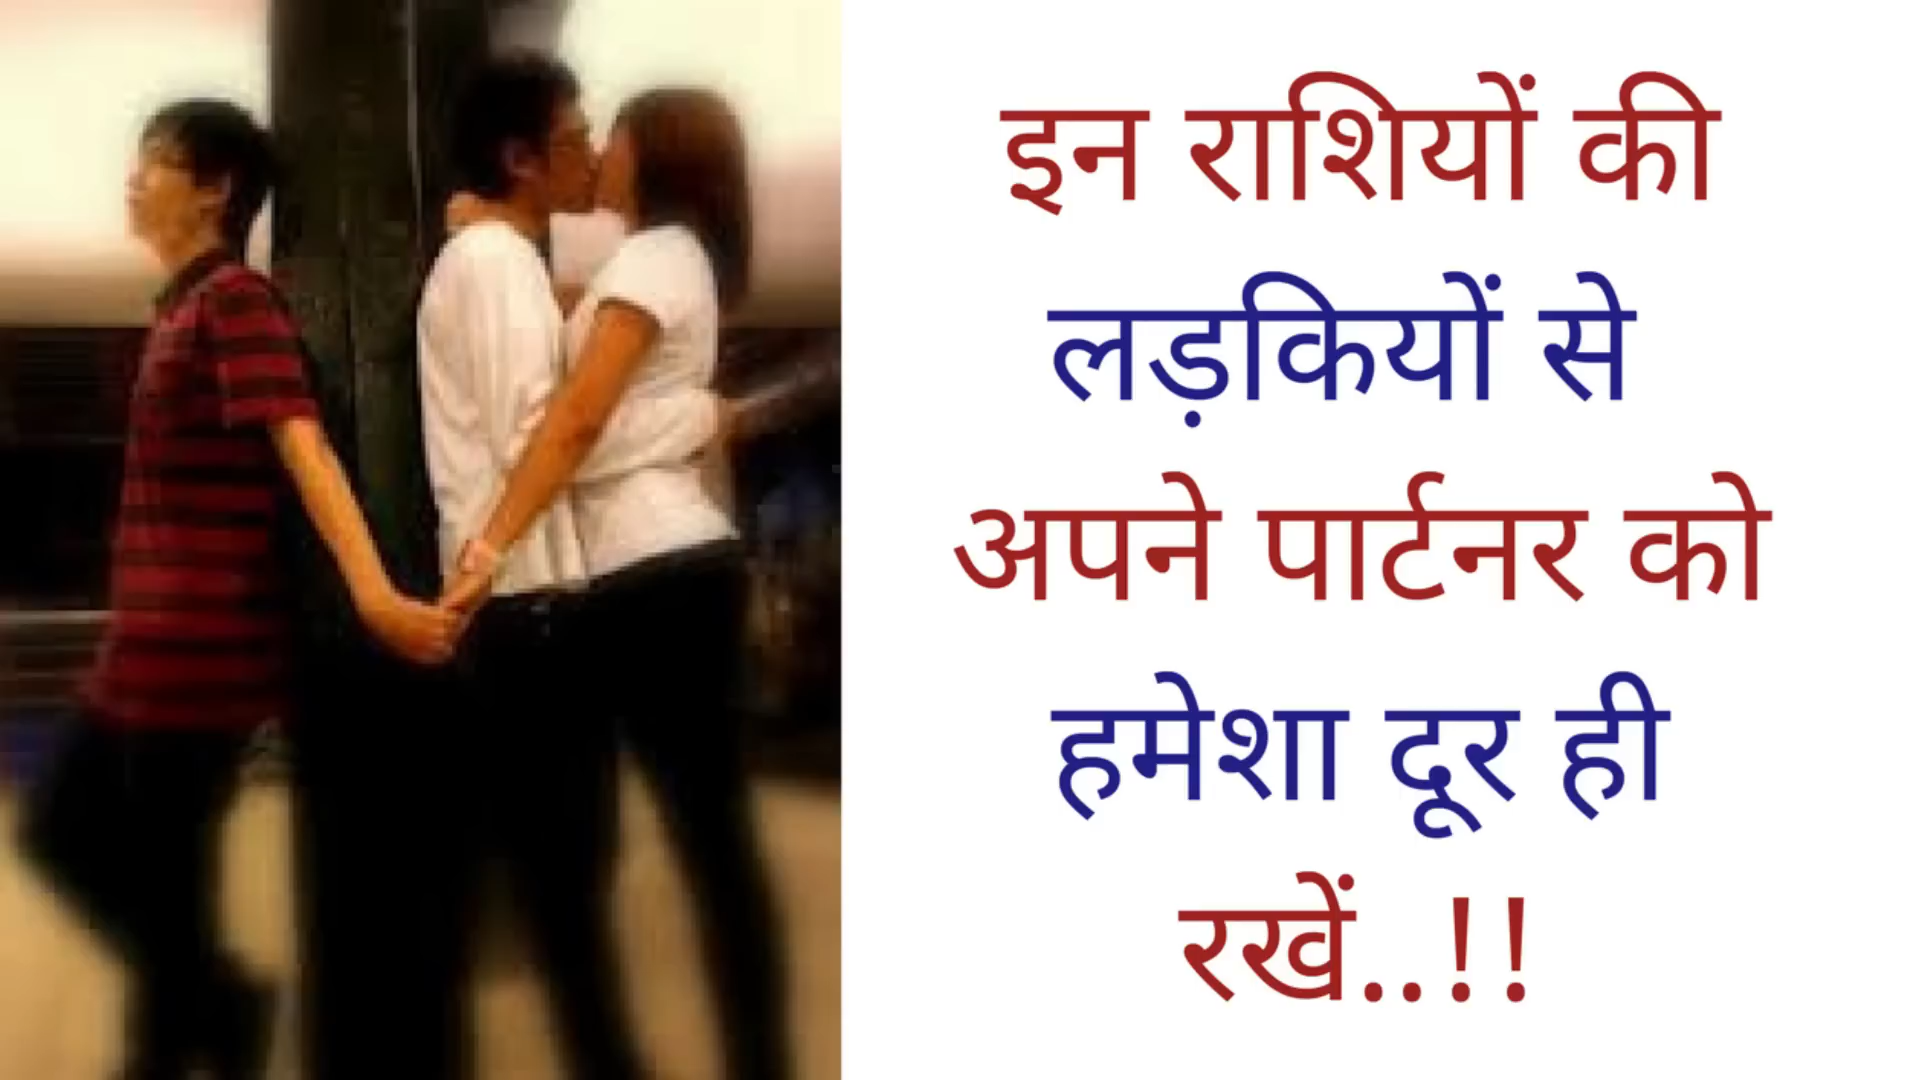 इन राशियों की
लड़कियों से
अपने पार्टनर को
हमेशा दूर ही
रखें..!!